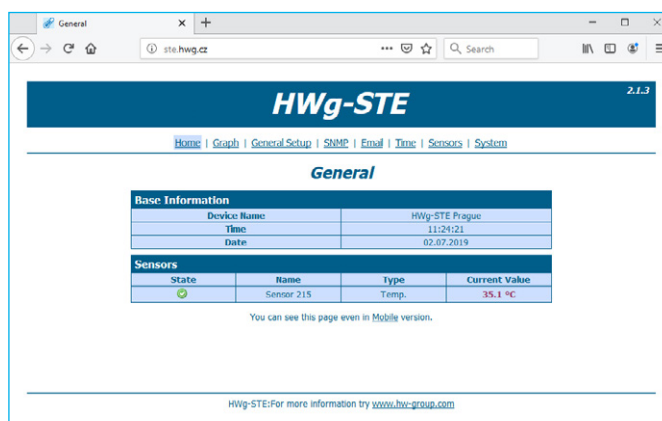 General
ste.hwg.cz
Search
2.1.3
HWg-STE
Home | Graph | General Setup | SNMP | Email | Time | Sensors | System
General
Base Information
Device Name HWg-STE Prague
Time 11:24:21
Date 02.07.2019
Sensors
State Name Type Current Value
Sensor 215 Temp. 35.1 °C
You can see this page even in Mobile version.
HWg-STE:For more information try www.hw-group.com